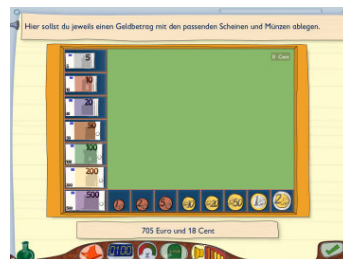 Hier sollst du jeweils einen Geldbetrag mit den passenden Scheinen und Münzen ablegen.
0 Cent
5
10
20
50
100
200
500
705 Euro und 18 Cent